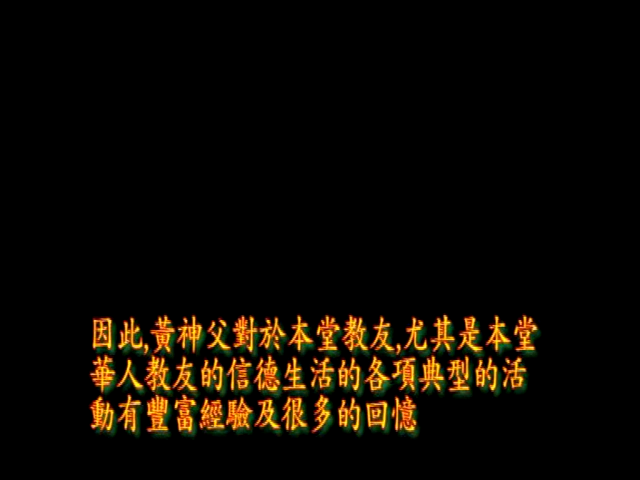 因此,黃神父對於本堂教友,尤其是本堂
華人教友的信德生活的各項典型的活
動有豐富經驗及很多的回憶